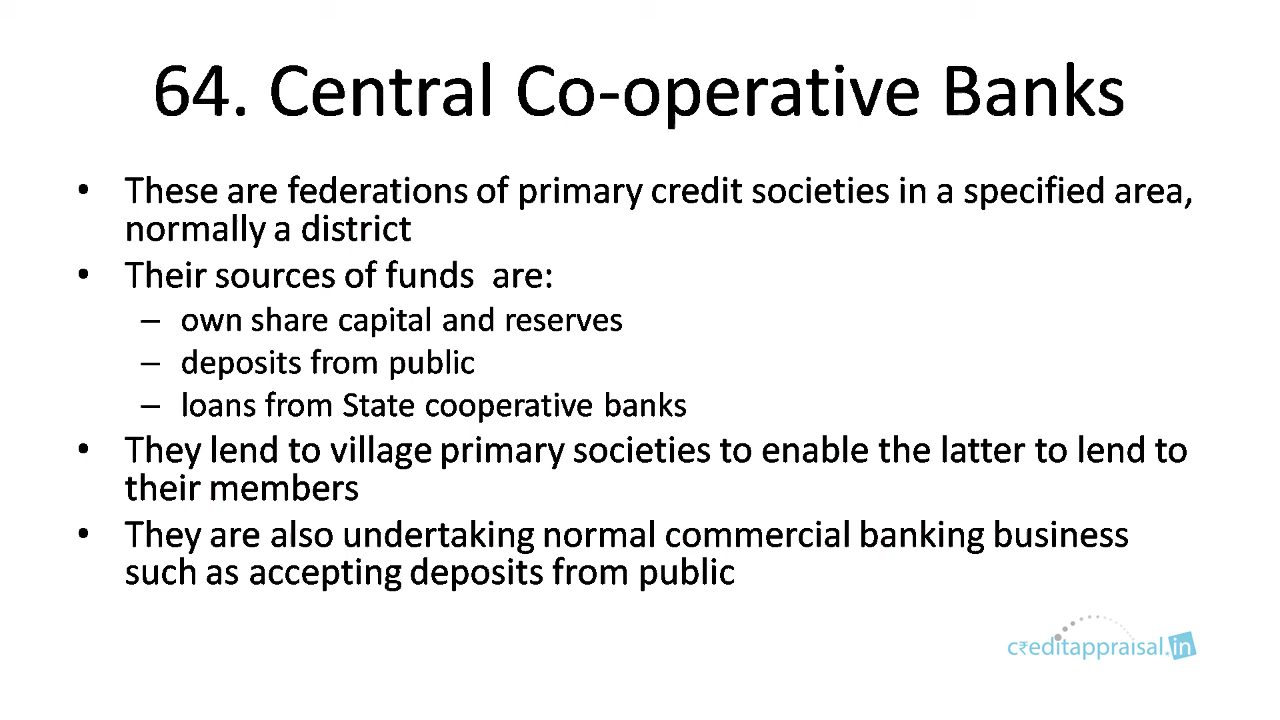 64. Central Co-operative Banks
• These are federations of primary credit societies in a specified area,
normally a district
• Their sources of funds  are:
– own share capital and reserves
– deposits from public
– loans from State cooperative banks
• They lend to village primary societies to enable the latter to lend to
their members
• They are also undertaking normal commercial banking business
such as accepting deposits from public
c₹editappraisal.in